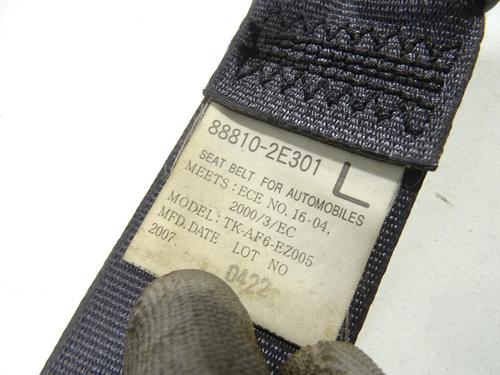 88810-2E301 L
SEAT BELT FOR AUTOMOBILES
MEETS: ECE NO. 16-04,
2000/3/EC
MODEL: TK-AF6-EZ005
MFD. DATE LOT NO
2007 0422